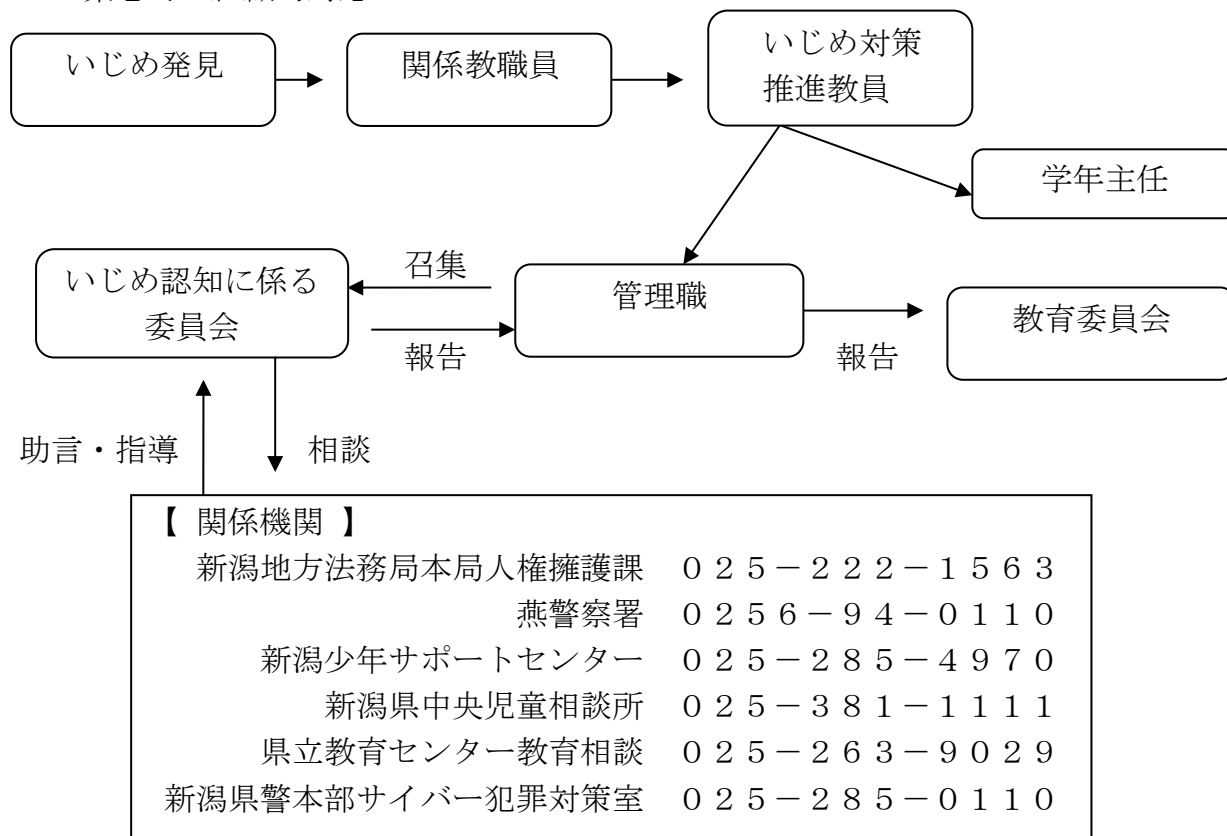 いじめ発見
関係教職員
いじめ対策
推進教員
学年主任
いじめ認知に係る
委員会
召集
報告
管理職
報告
教育委員会
助言・指導
相談
【 関係機関 】
新潟地方法務局本局人権擁護課 025-222-1563
燕警察署 0256-94-0110
新潟少年サポートセンター 025-285-4970
新潟県中央児童相談所 025-381-1111
県立教育センター教育相談 025-263-9029
新潟県警本部サイバー犯罪対策室 025-285-0110